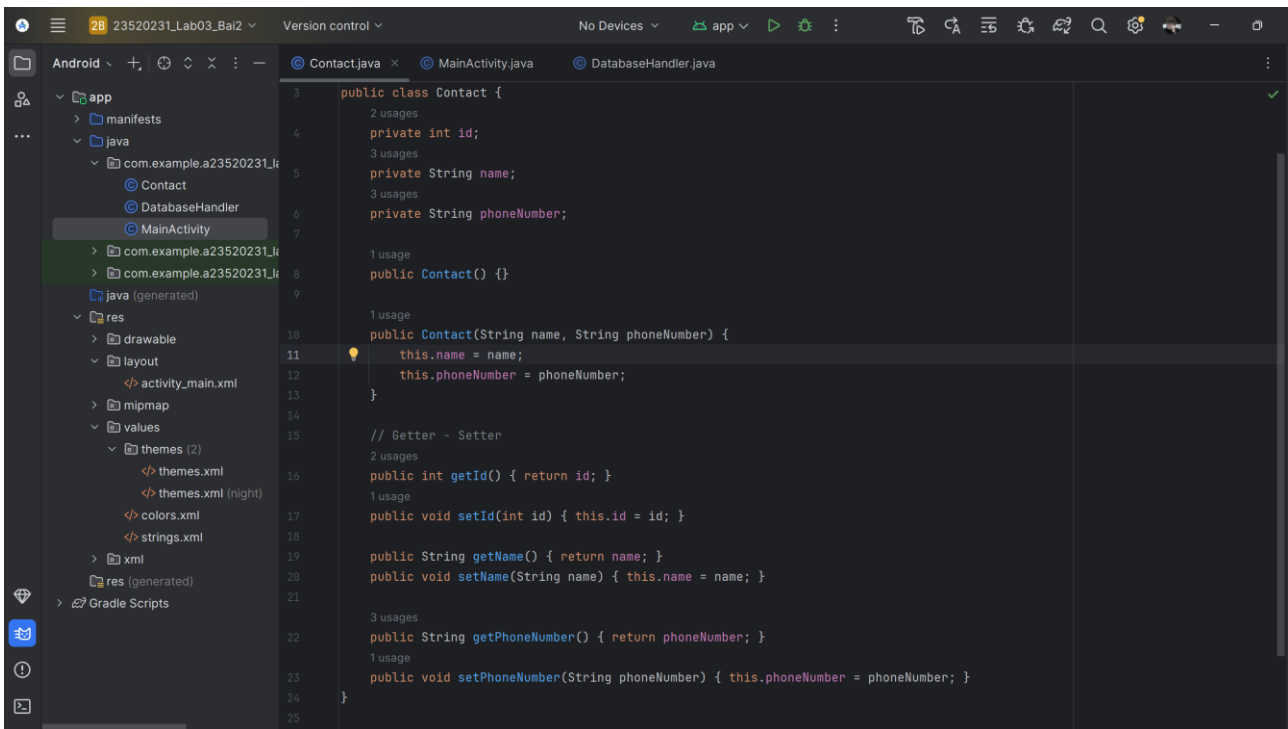 2B 23520231_Lab03_Bai2 Version control No Devices app
Android
Contact.java MainActivity.java DatabaseHandler.java
app
manifests
java
com.example.a23520231_la
Contact
DatabaseHandler
MainActivity
com.example.a23520231_la
com.example.a23520231_la
java (generated)
res
drawable
layout
activity_main.xml
mipmap
values
themes (2)
themes.xml
themes.xml (night)
colors.xml
strings.xml
xml
res (generated)
Gradle Scripts
3 public class Contact {
2 usages
4 private int id;
3 usages
5 private String name;
3 usages
6 private String phoneNumber;
7
1 usage
8 public Contact() {}
9
1 usage
10 public Contact(String name, String phoneNumber) {
11 this.name = name;
12 this.phoneNumber = phoneNumber;
13 }
14
15 // Getter - Setter
2 usages
16 public int getId() { return id; }
1 usage
17 public void setId(int id) { this.id = id; }
18
19 public String getName() { return name; }
20 public void setName(String name) { this.name = name; }
21
3 usages
22 public String getPhoneNumber() { return phoneNumber; }
1 usage
23 public void setPhoneNumber(String phoneNumber) { this.phoneNumber = phoneNumber; }
24 }
25